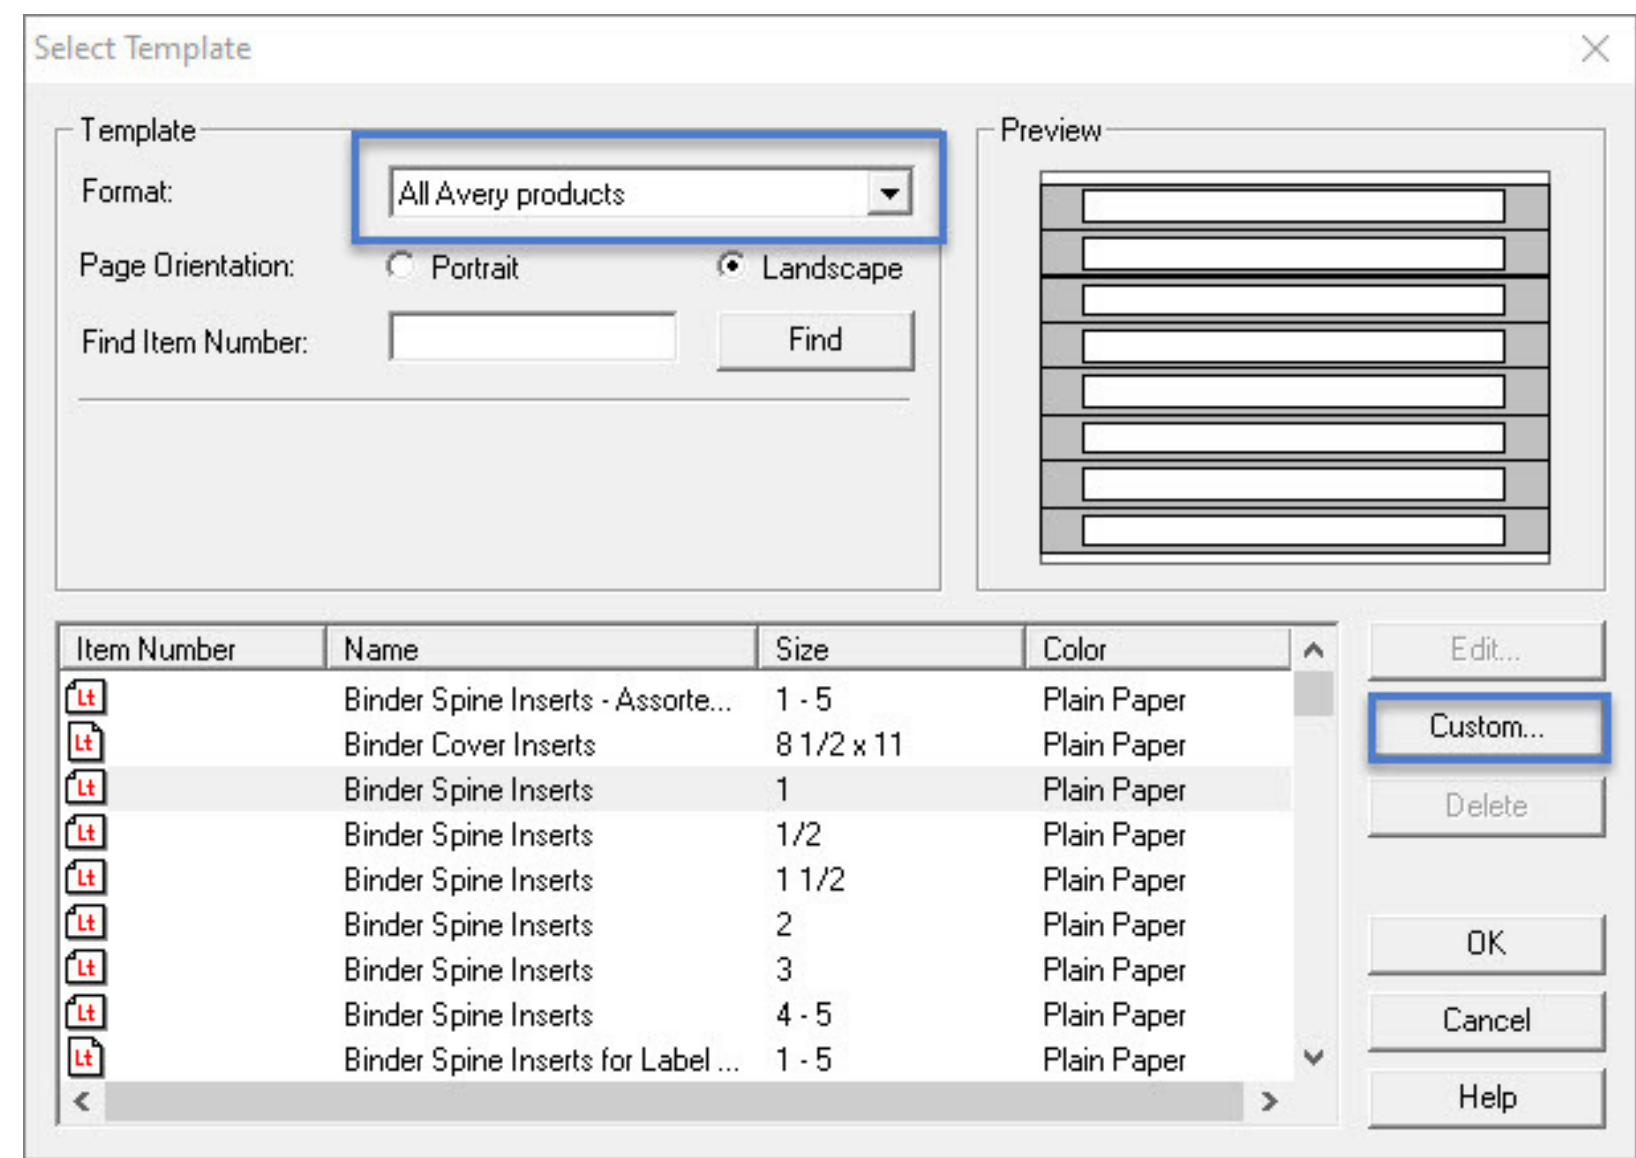 Select Template
Template
Format: All Avery products
Page Orientation: Portrait Landscape
Find Item Number: Find
Preview
Item Number Name Size Color
Lt Binder Spine Inserts - Assorte... 1 - 5 Plain Paper
Lt Binder Cover Inserts 8 1/2 x 11 Plain Paper
Lt Binder Spine Inserts 1 Plain Paper
Lt Binder Spine Inserts 1/2 Plain Paper
Lt Binder Spine Inserts 1 1/2 Plain Paper
Lt Binder Spine Inserts 2 Plain Paper
Lt Binder Spine Inserts 3 Plain Paper
Lt Binder Spine Inserts 4 - 5 Plain Paper
Lt Binder Spine Inserts for Label ... 1 - 5 Plain Paper
Edit...
Custom...
Delete
OK
Cancel
Help